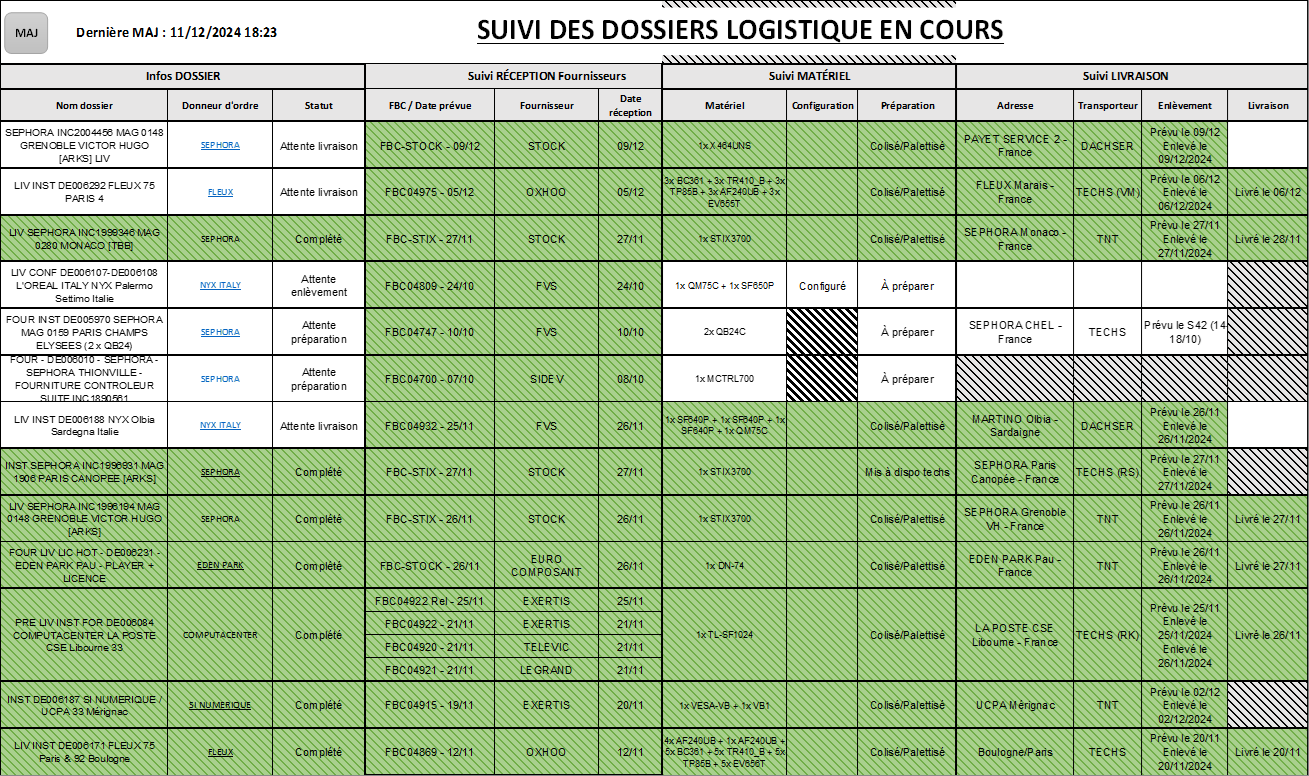 MAJ
Dernière MAJ : 11/12/2024 18:23
SUIVI DES DOSSIERS LOGISTIQUE EN COURS
Infos DOSSIER
Suivi RÉCEPTION Fournisseurs
Suivi MATÉRIEL
Suivi LIVRAISON
Nom dossier
Donneur d'ordre
Statut
FBC / Date prévue
Fournisseur
Date
réception
Matériel
Configuration
Préparation
Adresse
Transporteur
Enlèvement
Livraison
SEPHORA INC2004456 MAG 0148
GRENOBLE VICTOR HUGO
[ARKS] LIV
SEPHORA
Attente livraison
FBC-STOCK - 09/12
STOCK
09/12
1x X464UNS
Colisé/Palettisé
PAYET SERVICE 2 -
France
DACHSER
Prévu le 09/12
Enlevé le
09/12/2024
LIV INST DE006292 FLEUX 75
PARIS 4
FLEUX
Attente livraison
FBC04975 - 05/12
OXHOO
05/12
3x BC361 + 3x TR410_B + 3x
TP85B + 3x AF240UB + 3x
EV655T
Colisé/Palettisé
FLEUX Marais -
France
TECHS (VM)
Prévu le 06/12
Enlevé le
06/12/2024
Livré le 06/12
LIV SEPHORA INC1999346 MAG
0280 MONACO [TBB]
SEPHORA
Complété
FBC-STIX - 27/11
STOCK
27/11
1x STIX3700
Colisé/Palettisé
SEPHORA Monaco -
France
TNT
Prévu le 27/11
Enlevé le
27/11/2024
Livré le 28/11
LIV CONF DE006107-DE006108
L'OREAL ITALY NYX Palermo
Settimo Italie
NYX ITALY
Attente
enlèvement
FBC04809 - 24/10
FVS
24/10
1x QM75C + 1x SF650P
Configuré
À préparer
FOUR INST DE005970 SEPHORA
MAG 0159 PARIS CHAMPS
ELYSEES (2 x QB24)
SEPHORA
Attente
préparation
FBC04747 - 10/10
FVS
10/10
2x QB24C
À préparer
SEPHORA CHEL -
France
TECHS
Prévu le S42 (14-
18/10)
FOUR - DE006010 - SEPHORA -
SEPHORA THIONVILLE -
FOURNITURE CONTROLEUR
SUITE INC1890561
SEPHORA
Attente
préparation
FBC04700 - 07/10
SIDEV
08/10
1x MCTRL700
À préparer
LIV INST DE006188 NYX Olbia
Sardegna Italie
NYX ITALY
Attente livraison
FBC04932 - 25/11
FVS
26/11
1x SF640P + 1x SF640P + 1x
SF640P + 1x QM75C
Colisé/Palettisé
MARTINO Olbia -
Sardaigne
DACHSER
Prévu le 26/11
Enlevé le
26/11/2024
INST SEPHORA INC1996931 MAG
1906 PARIS CANOPEE [ARKS]
SEPHORA
Complété
FBC-STIX - 27/11
STOCK
27/11
1x STIX3700
Mis à dispo techs
SEPHORA Paris
Canopée - France
TECHS (RS)
Prévu le 27/11
Enlevé le
27/11/2024
LIV SEPHORA INC1996194 MAG
0148 GRENOBLE VICTOR HUGO
[ARKS]
SEPHORA
Complété
FBC-STIX - 26/11
STOCK
26/11
1x STIX3700
Colisé/Palettisé
SEPHORA Grenoble
VH - France
TNT
Prévu le 26/11
Enlevé le
26/11/2024
Livré le 27/11
FOUR LIV LIC HOT - DE006231 -
EDEN PARK PAU - PLAYER +
LICENCE
EDEN PARK
Complété
FBC-STOCK - 26/11
EURO
COMPOSANT
26/11
1x DN-74
Colisé/Palettisé
EDEN PARK Pau -
France
TNT
Prévu le 26/11
Enlevé le
26/11/2024
Livré le 27/11
PRE LIV INST FOR DE006084
COMPUTACENTER LA POSTE
CSE Libourne 33
COMPUTACENTER
Complété
FBC04922 Rel - 25/11
EXERTIS
25/11
FBC04922 - 21/11
EXERTIS
21/11
FBC04920 - 21/11
TELEVIC
21/11
FBC04921 - 21/11
LEGRAND
21/11
1x TL-SF1024
Colisé/Palettisé
LA POSTE CSE
Libourne - France
TECHS (RK)
Prévu le 25/11
Enlevé le
25/11/2024
Enlevé le
26/11/2024
Livré le 26/11
INST DE006187 SI NUMERIQUE /
UCPA 33 Mérignac
SI NUMERIQUE
Complété
FBC04915 - 19/11
EXERTIS
20/11
1x VESA-VB + 1x VB1
Colisé/Palettisé
UCPA Mérignac
TNT
Prévu le 02/12
Enlevé le
02/12/2024
LIV INST DE006171 FLEUX 75
Paris & 92 Boulogne
FLEUX
Complété
FBC04869 - 12/11
OXHOO
12/11
4x AF240UB + 1x AF240UB +
5x BC361 + 5x TR410_B + 5x
TP85B + 5x EV656T
Colisé/Palettisé
Boulogne/Paris
TECHS
Prévu le 20/11
Enlevé le
20/11/2024
Livré le 20/11